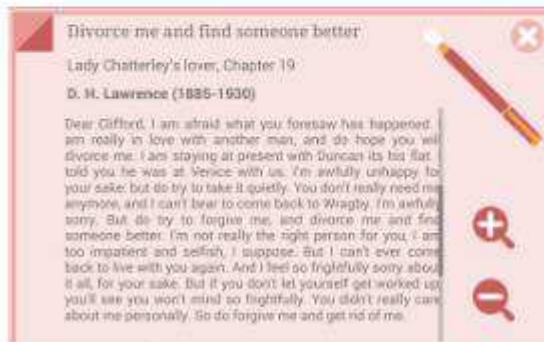 Divorce me and find someone better
Lady Chatterley's lover, Chapter 19
D. H. Lawrence (1885-1930)
Dear Clifford, I am afraid what you foresaw has happened. I
am really in love with another man, and do hope you will
divorce me. I am staying at present with Duncan its his flat. I
told you he was at Venice with us. I'm awfully unhappy for
your sake: but do try to take it quietly. You don't really need me
anymore, and I can't bear to come back to Wragby. I'm awfully
sorry. But do try to forgive me, and divorce me and find
someone better. I'm not really the right person for you, I am
too impatient and selfish, I suppose. But I can't ever come
back to live with you again. And I feel so frightfully sorry about
it all, for your sake. But if you don't let yourself get worked up,
you'll see you won't mind so frightfully. You didn't really care
about me personally. So do forgive me and get rid of me.